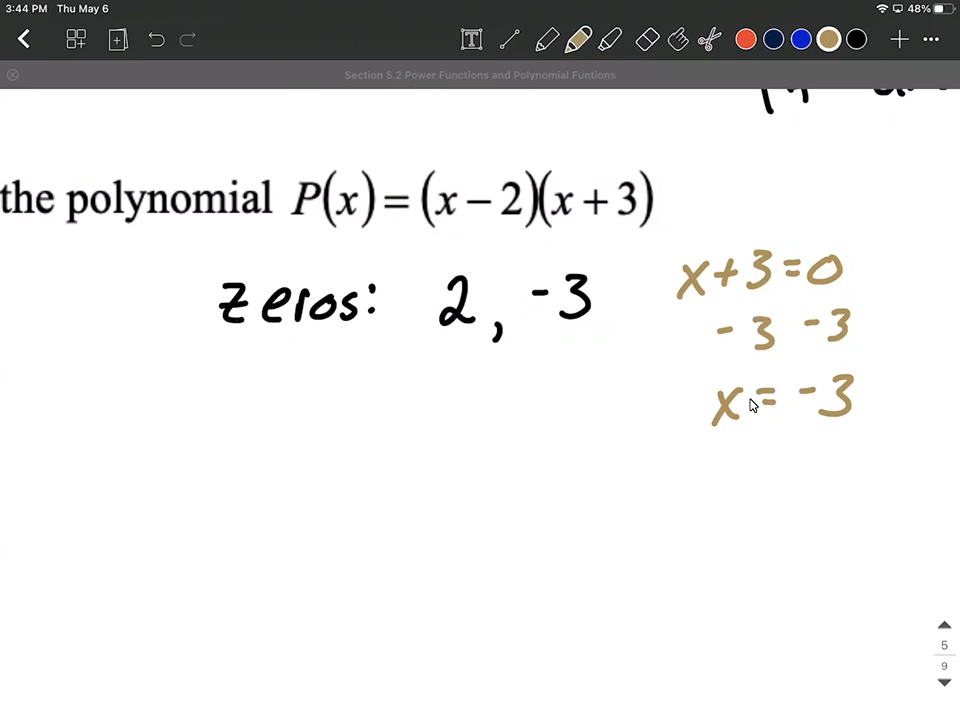 3:44 PM Thu May 6
48%
Section 5.2 Power Functions and Polynomial Funtions
the polynomial P(x) = (x − 2)(x + 3)
zeros: 2, -3
x+3=0
-3 -3
x = -3
5
9